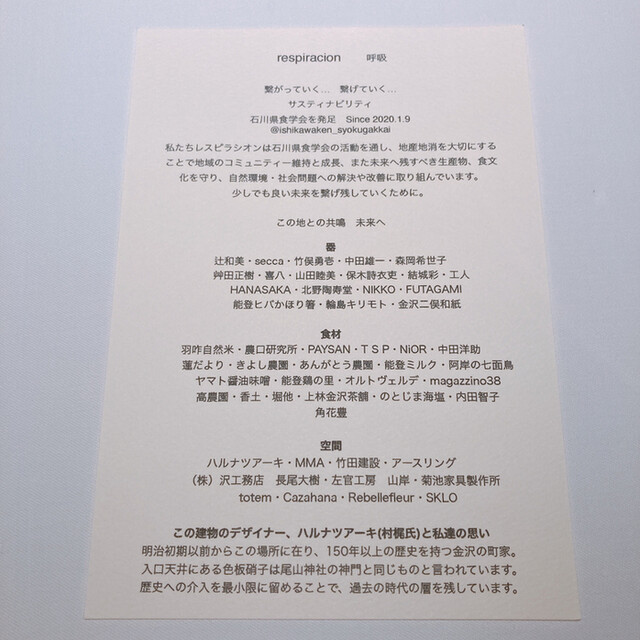 respiracion 呼吸
繋がっていく… 繋げていく…
サスティナビリティ
石川県食学会を発足 Since 2020.1.9
@ishikawaken_syokugakkai
私たちレスピラシオンは石川県食学会の活動を通し、地産地消を大切にする
ことで地域のコミュニティー維持と成長、また未来へ残すべき生産物、食文
化を守り、自然環境・社会問題への解決や改善に取り組んでいます。
少しでも良い未来を繋げ残していくために。
この地との共鳴 未来へ
器
辻和美・secca・竹俣勇壱・中田雄一・森岡希世子
艸田正樹・喜八・山田睦美・保木詩衣吏・結城彩・工人
HANASAKA・北野陶寿堂・NIKKO・FUTAGAMI
能登ヒバかほり箸・輪島キリモト・金沢二俣和紙
食材
羽咋自然米・農口研究所・PAYSAN・TSP・NiOR・中田洋助
蓮だより・きよし農園・あんがとう農園・能登ミルク・阿岸の七面鳥
ヤマト醤油味噌・能登鶏の里・オルトヴェルデ・magazzino38
高農園・香土・堀他・上林金沢茶舗・のとじま海塩・内田智子
角花豊
空間
ハルナツアーキ・MMA・竹田建設・アースリング
（株）沢工務店 長尾大樹・左官工房 山岸・菊池家具製作所
totem・Cazahana・Rebellefleur・SKLO
この建物のデザイナー、ハルナツアーキ(村梶氏)と私達の思い
明治初期以前からこの場所に在り、150年以上の歴史を持つ金沢の町家。
入口天井にある色板硝子は尾山神社の神門と同じものと言われています。
歴史への介入を最小限に留めることで、過去の時代の層を残しています。